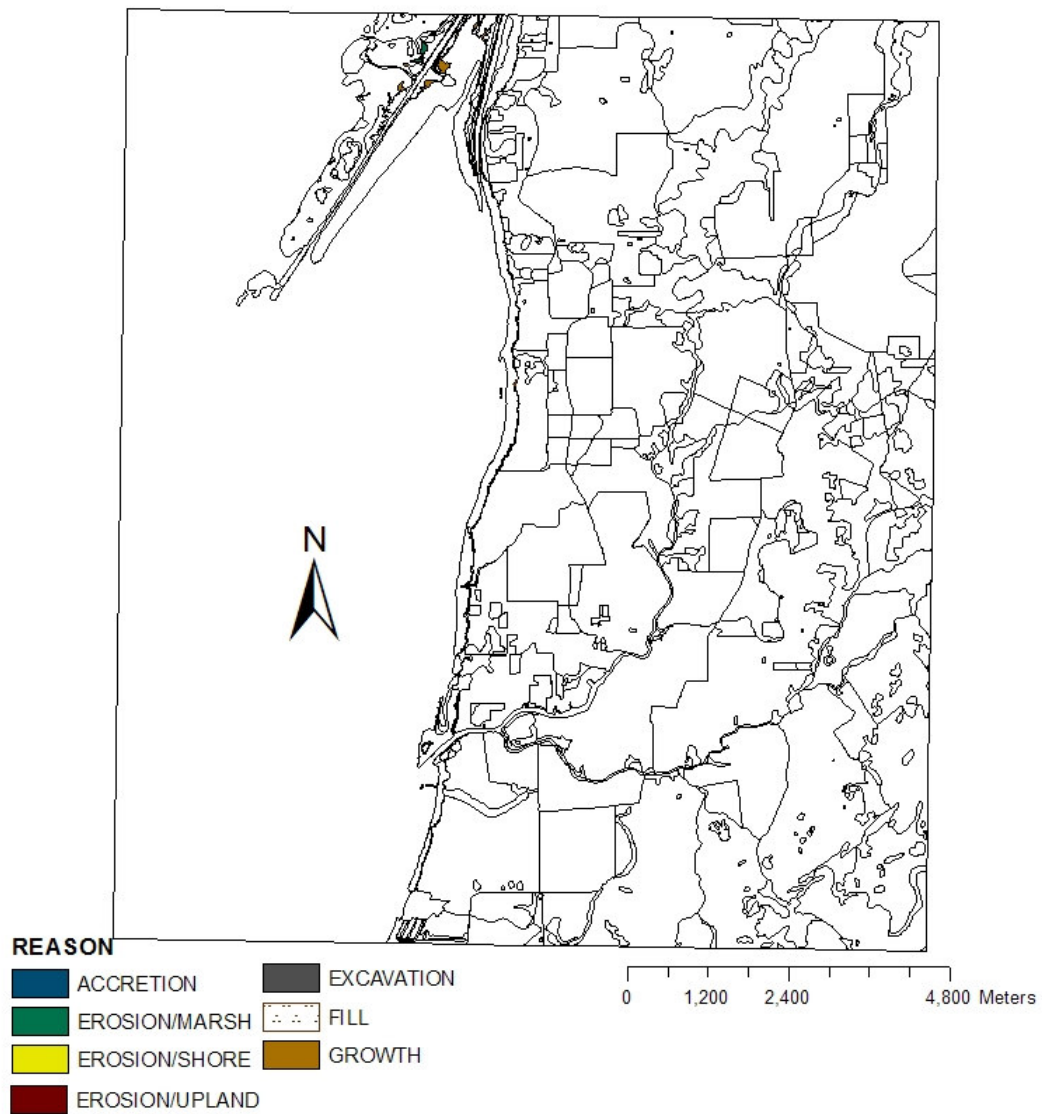 N
REASON
ACCRETION
EROSION/MARSH
EROSION/SHORE
EROSION/UPLAND
EXCAVATION
FILL
GROWTH
0 1,200 2,400 4,800 Meters